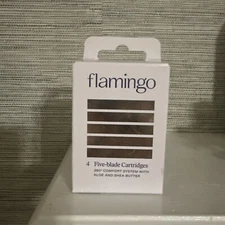 flamingo
4 Five-blade Cartridges
360° COMFORT SYSTEM WITH
ALOE AND SHEA BUTTER